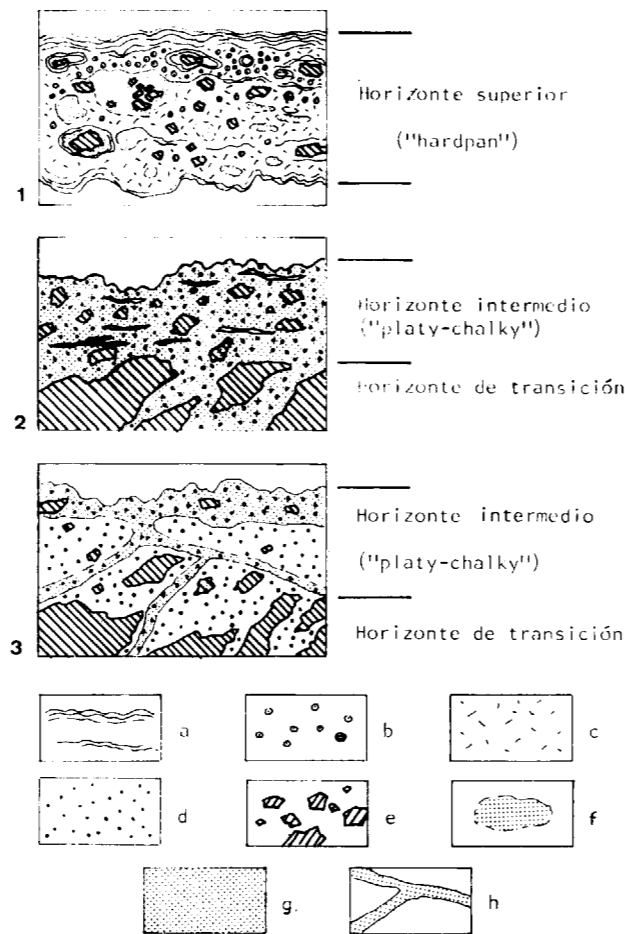 Horizonte superior
("hardpan")
1
Horizonte intermedio
("platy-chalky")
Horizonte de transición
2
Horizonte intermedio
("platy-chalky")
Horizonte de transición
3
a
b
c
d
e
f
g.
h